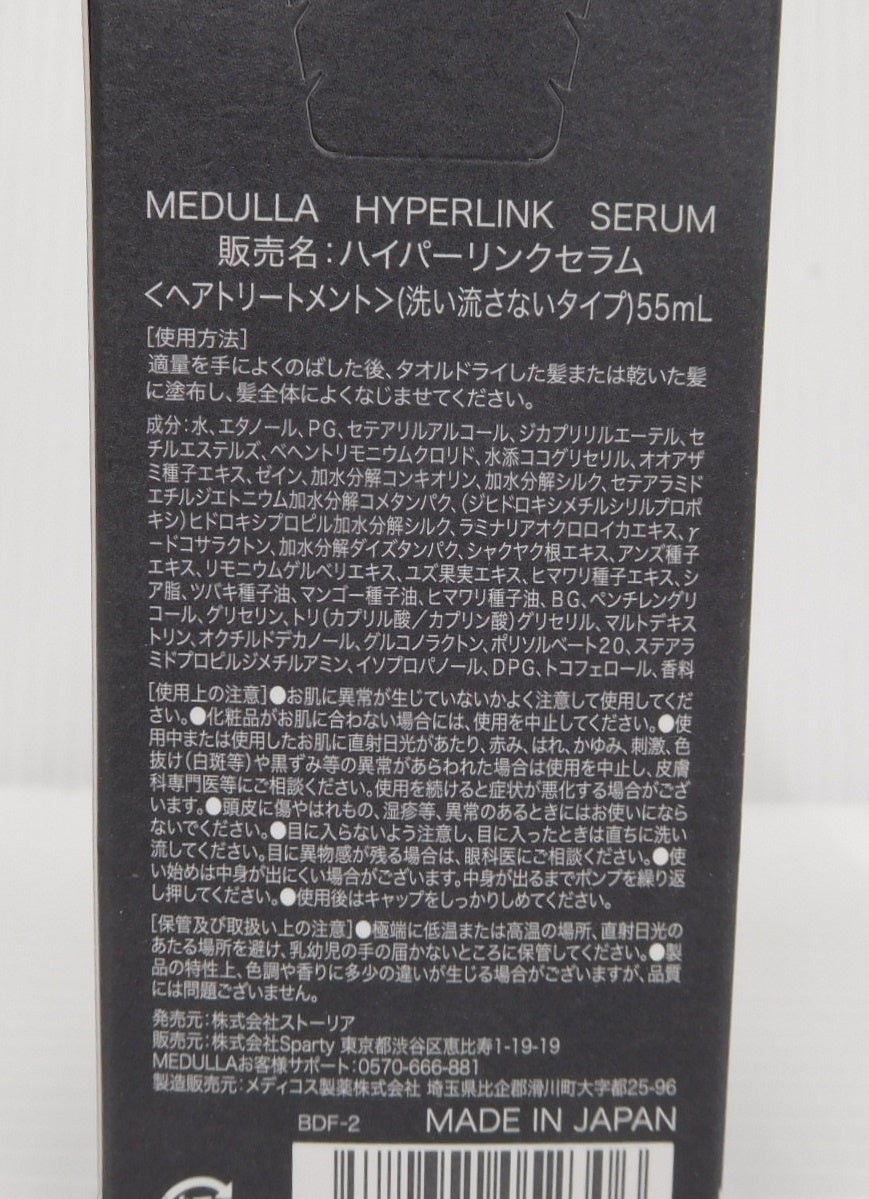 MEDULLA HYPERLINK SERUM
販売名:ハイパーリンクセラム
<ヘアトリートメント>(洗い流さないタイプ)55mL
[使用方法]
適量を手によくのばした後、タオルドライした髪または乾いた髪
に塗布し、髪全体によくなじませてください。
成分:水、エタノール、PG、セテアリルアルコール、ジカプリリルエーテル、セ
チルエステルズ、ベヘントリモニウムクロリド、水添ココグリセリル、オオアザ
ミ種子エキス、ゼイン、加水分解コンキオリン、加水分解シルク、セテアラミド
エチルジエトニウム加水分解コメタンパク、(ジヒドロキシメチルシリルプロポ
キシ)ヒドロキシプロピル加水分解シルク、ラミナリアオクロロイカエキス、γ
ードコサラクトン、加水分解ダイズタンパク、シャクヤク根エキス、アンズ種子
エキス、リモニウムゲルベリエキス、ユズ果実エキス、ヒマワリ種子エキス、シ
ア脂、ツバキ種子油、マンゴー種子油、ヒマワリ種子油、BG、ペンチレングリ
コール、グリセリン、トリ(カプリル酸/カプリン酸)グリセリル、マルトデキス
トリン、オクチルドデカノール、グルコノラクトン、ポリソルベート20、ステアラ
ミドプロピルジメチルアミン、イソプロパノール、DPG、トコフェロール、香料
[使用上の注意]●お肌に異常が生じていないかよく注意して使用してくだ
さい。●化粧品がお肌に合わない場合には、使用を中止してください。●使
用中または使用したお肌に直射日光があたり、赤み、はれ、かゆみ、刺激、色
抜け(白斑等)や黒ずみ等の異常があらわれた場合は使用を中止し、皮膚
科専門医等にご相談ください。使用を続けると症状が悪化する場合がござ
います。●頭皮に傷やはれもの、湿疹等、異常のあるときにはお使いになら
ないでください。●目に入らないよう注意し、目に入ったときは直ちに洗い
流してください。目に異物感が残る場合は、眼科医にご相談ください。●使
い始めは中身が出にくい場合がございます。中身が出るまでポンプを繰り返
し押してください。●使用後はキャップをしっかりしめてください。
[保管及び取扱い上の注意]●極端に低温または高温の場所、直射日光の
あたる場所を避け、乳幼児の手の届かないところに保管してください。●製
品の特性上、色調や香りに多少の違いが生じる場合がございますが、品質
には問題ございません。
発売元:株式会社ストーリア
販売元:株式会社Sparty 東京都渋谷区恵比寿1-19-19
MEDULLAお客様サポート:0570-666-881
製造販売元:メディコス製薬株式会社 埼玉県比企郡滑川町大字都25-96
BDF-2 MADE IN JAPAN